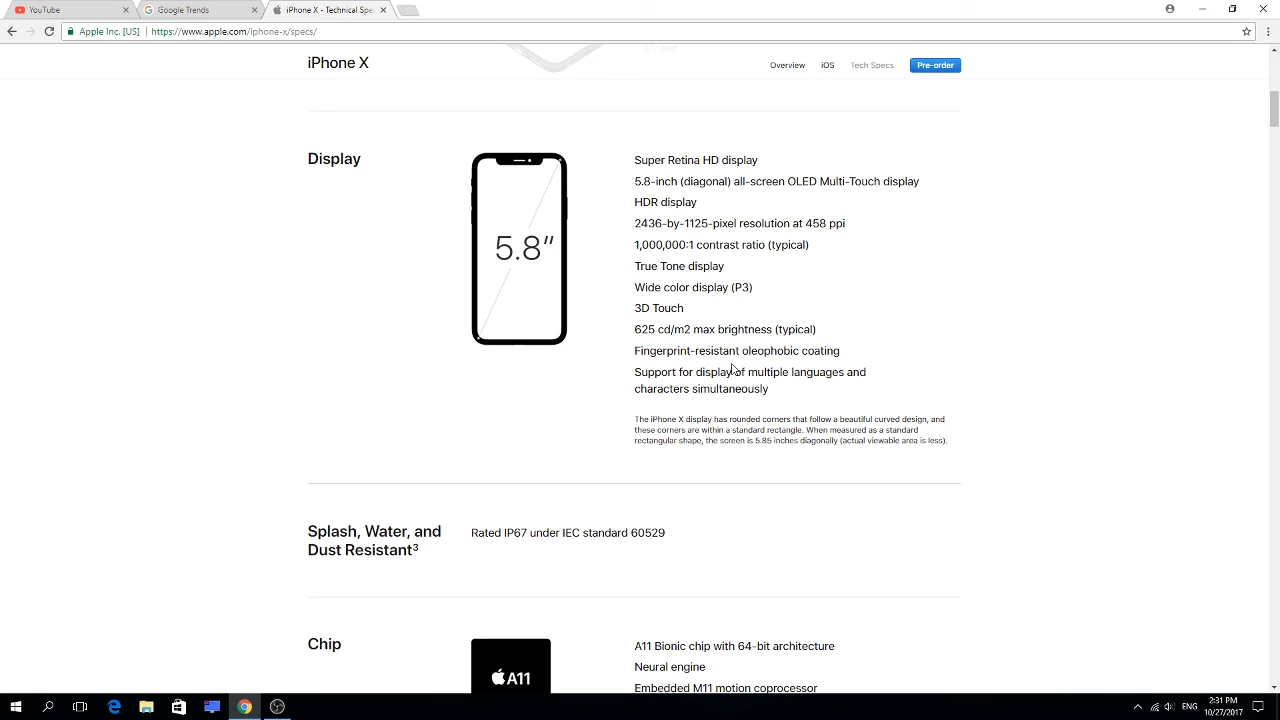 YouTube
Google Trends
iPhone X - Technical Spe
Apple Inc. [US]
https://www.apple.com/iphone-x/specs/
iPhone X
Overview
iOS
Tech Specs
Pre-order
Display
5.8″
Super Retina HD display
5.8-inch (diagonal) all-screen OLED Multi-Touch display
HDR display
2436-by-1125-pixel resolution at 458 ppi
1,000,000:1 contrast ratio (typical)
True Tone display
Wide color display (P3)
3D Touch
625 cd/m2 max brightness (typical)
Fingerprint-resistant oleophobic coating
Support for display of multiple languages and
characters simultaneously
The iPhone X display has rounded corners that follow a beautiful curved design, and
these corners are within a standard rectangle. When measured as a standard
rectangular shape, the screen is 5.85 inches diagonally (actual viewable area is less).
Splash, Water, and
Dust Resistant³
Rated IP67 under IEC standard 60529
Chip
A11
A11 Bionic chip with 64-bit architecture
Neural engine
Embedded M11 motion coprocessor
ENG
2:31 PM
10/27/2017